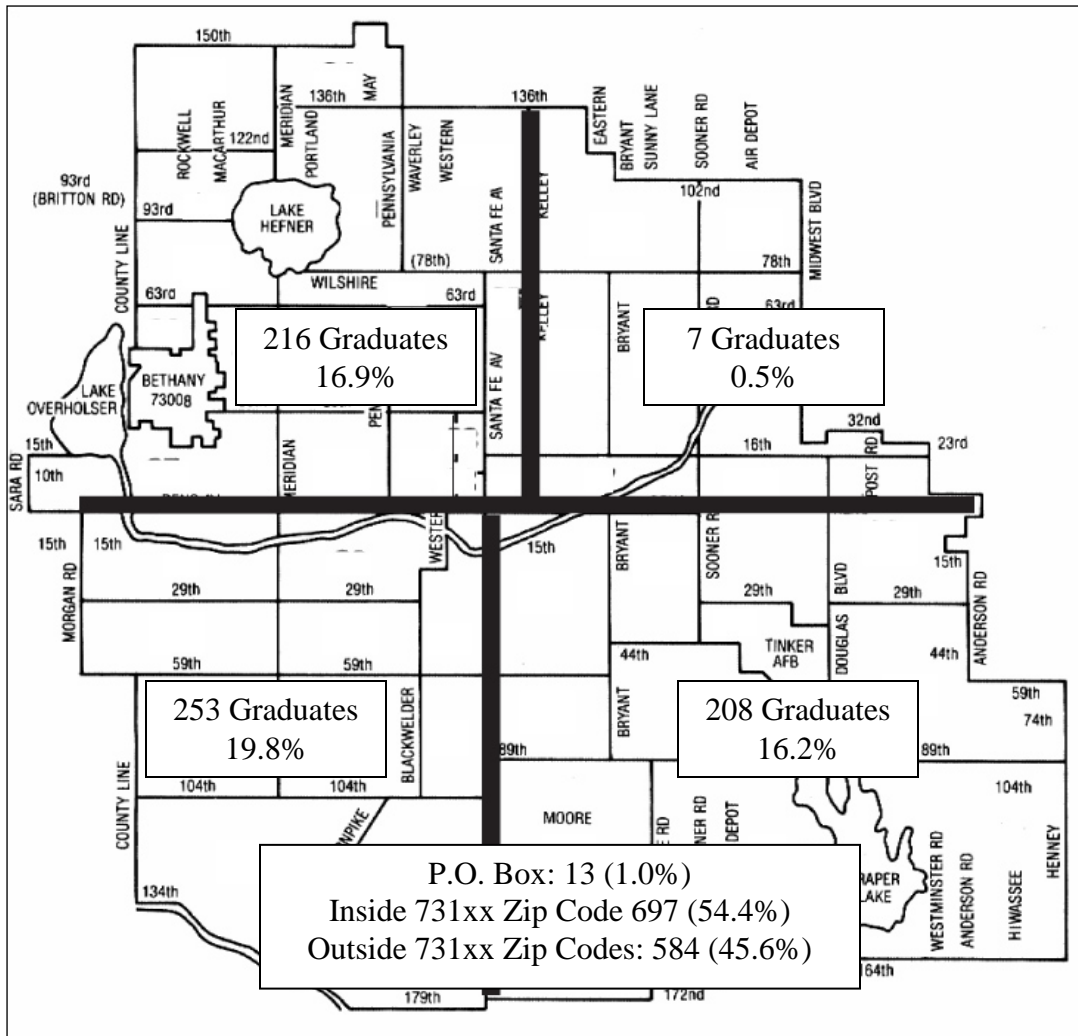 150th
MAY
136th
136th
MERIDIAN
PORTLAND
ROCKWELL
MACARTHUR
122nd
PENNSYLVANIA
WAVERLEY
WESTERN
EASTERN
BRYANT
SUNNY LANE
SOONER RD
AIR DEPOT
93rd
(BRITTON RD)
93rd
LAKE
HEFNER
SANTA FE AV
KELLEY
102nd
MIDWEST BLVD
COUNTY LINE
(78th)
78th
WILSHIRE
63rd
63rd
63rd
KELLEY
BRYANT
216 Graduates
16.9%
7 Graduates
0.5%
LAKE
OVERHOLSER
BETHANY
73008
SANTA FE AV
MERIDIAN
32nd
23rd
16th
15th
10th
SARA RD
POST RD
15th
15th
15th
15th
MORGAN RD
BRYANT
SOONER R
BLVD
29th
29th
29th
29th
DOUGLAS
ANDERSON RD
TINKER
AFB
44th
44th
59th
59th
59th
74th
253 Graduates
19.8%
208 Graduates
16.2%
BLACKWELDER
BRYANT
89th
89th
COUNTY LINE
104th
104th
104th
NPIKE
MOORE
E RD
NER RD
DEPOT
RAPER
LAKE
WESTMINSTER RD
ANDERSON RD
HIWASSEE
HENNEY
P.O. Box: 13 (1.0%)
Inside 731xx Zip Code 697 (54.4%)
Outside 731xx Zip Codes: 584 (45.6%)
134th
164th
179th
172nd